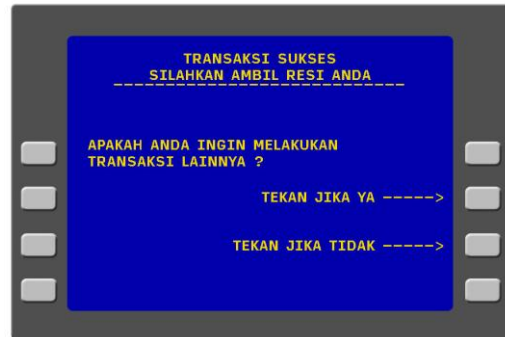 TRANSAKSI SUKSES
SILAHKAN AMBIL RESI ANDA
APAKAH ANDA INGIN MELAKUKAN
TRANSAKSI LAINNYA ?
TEKAN JIKA YA ----->
TEKAN JIKA TIDAK ----->